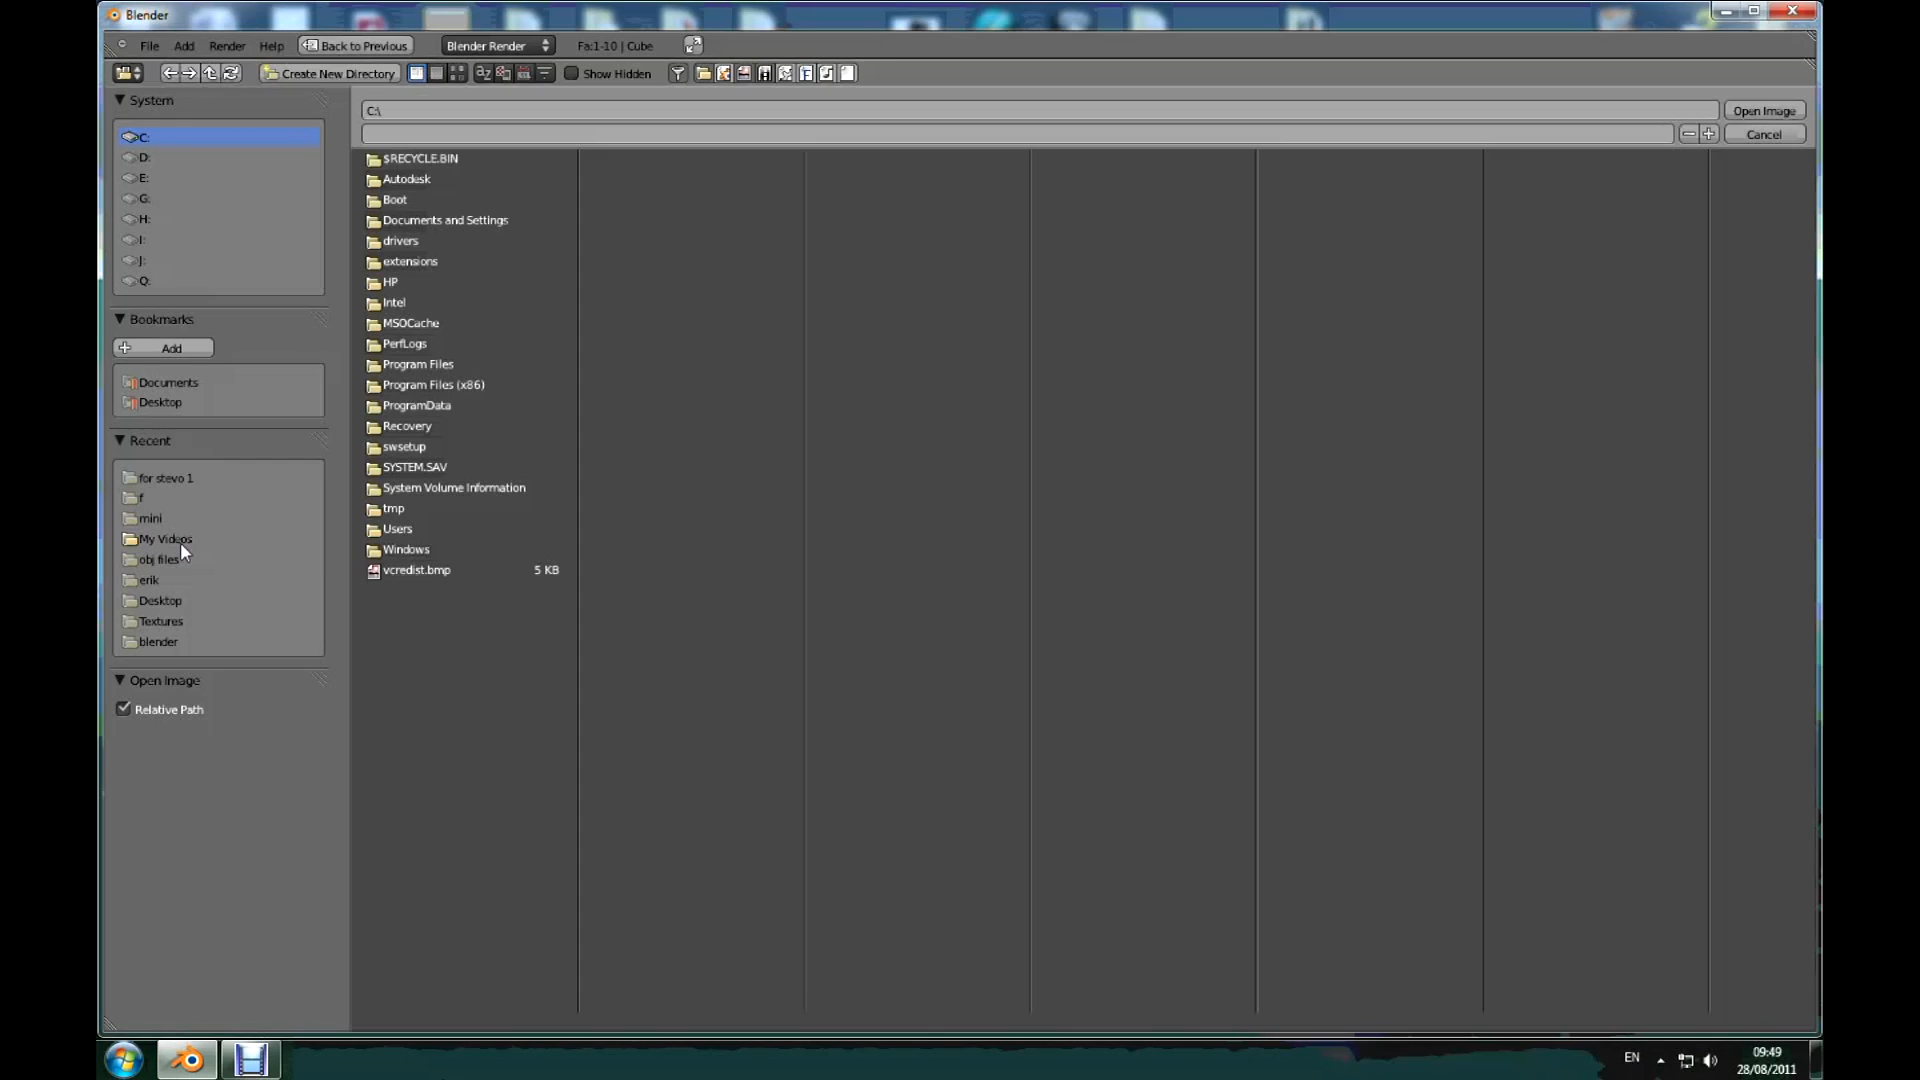 Blender
File Add Render Help Back to Previous Blender Render Fa:1-10 | Cube
Create New Directory Show Hidden
System
C:
D:
E:
G:
H:
I:
J:
Q:
Bookmarks
Add
Documents
Desktop
Recent
for stevo 1
f
mini
My Videos
obj files
erik
Desktop
Textures
blender
Open Image
Relative Path
C:\
Open Image
Cancel
$RECYCLE.BIN
Autodesk
Boot
Documents and Settings
drivers
extensions
HP
Intel
MSOCache
PerfLogs
Program Files
Program Files (x86)
ProgramData
Recovery
swsetup
SYSTEM.SAV
System Volume Information
tmp
Users
Windows
vcredist.bmp 5 KB
EN
09:49
28/08/2011